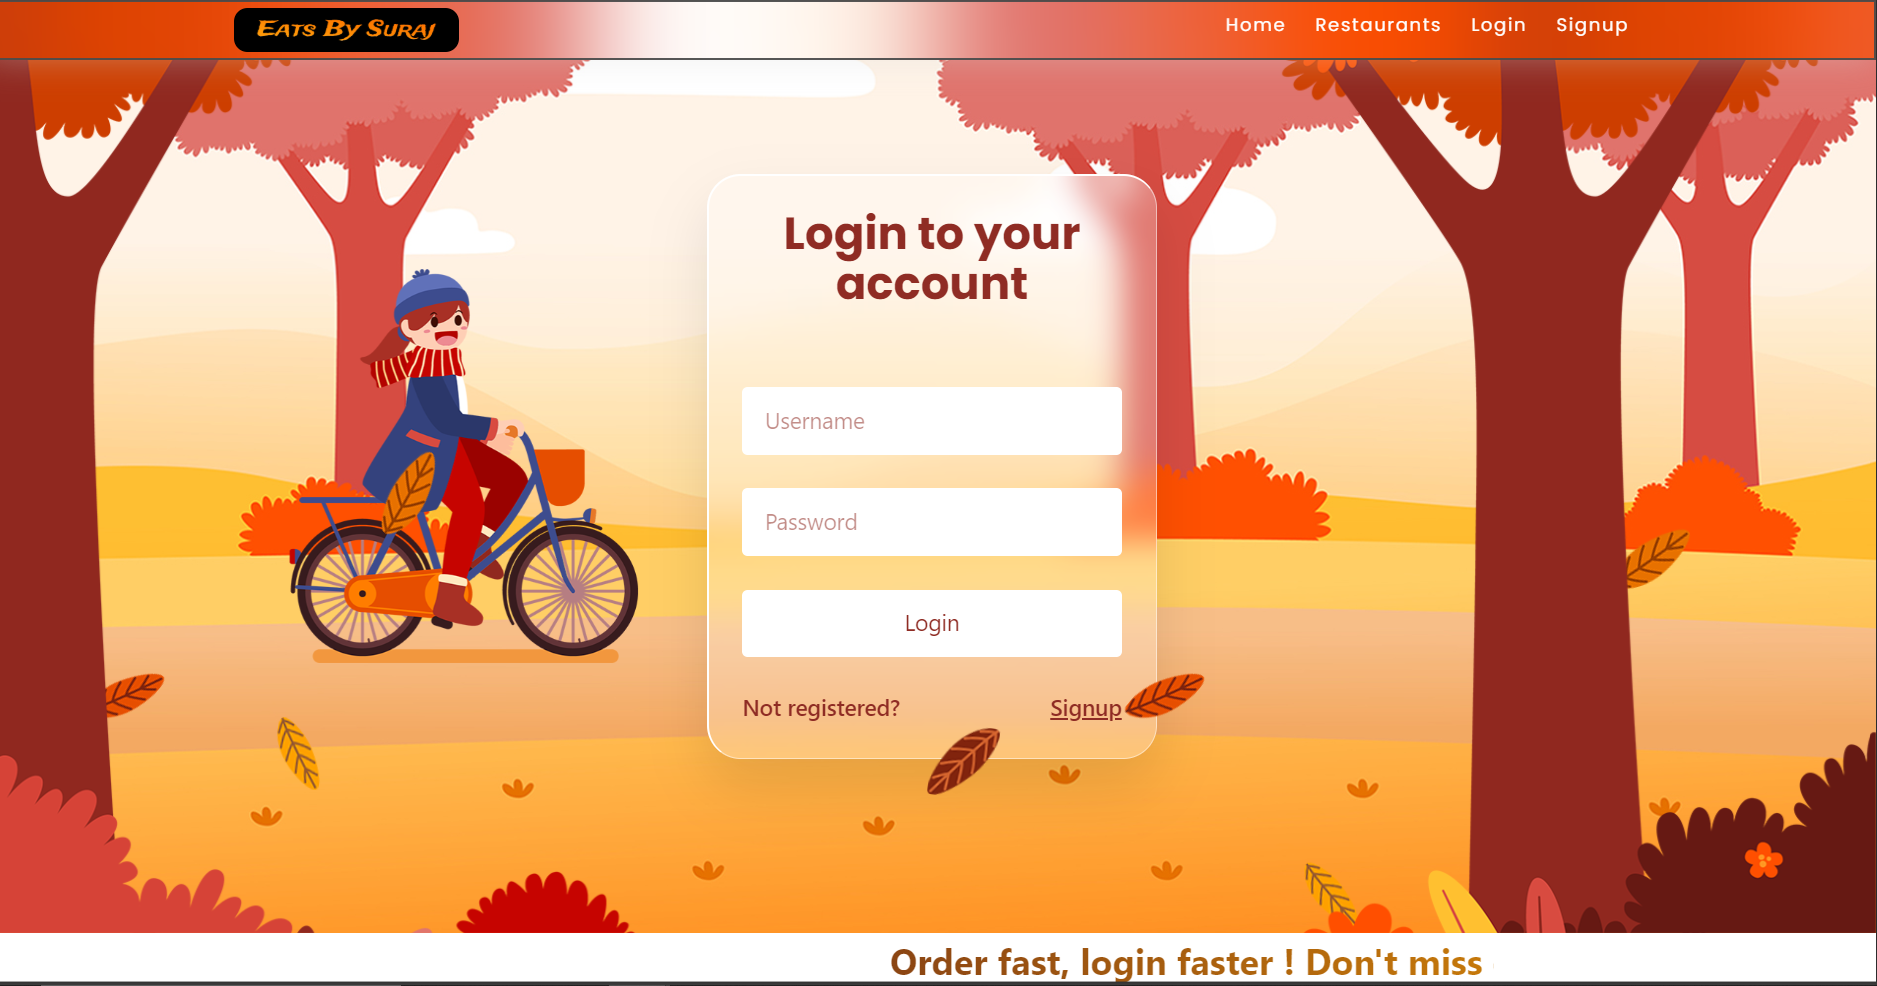 Eats By Suraj
Home Restaurants Login Signup
Login to your
account
Username
Password
Login
Not registered? Signup
Order fast, login faster ! Don't miss